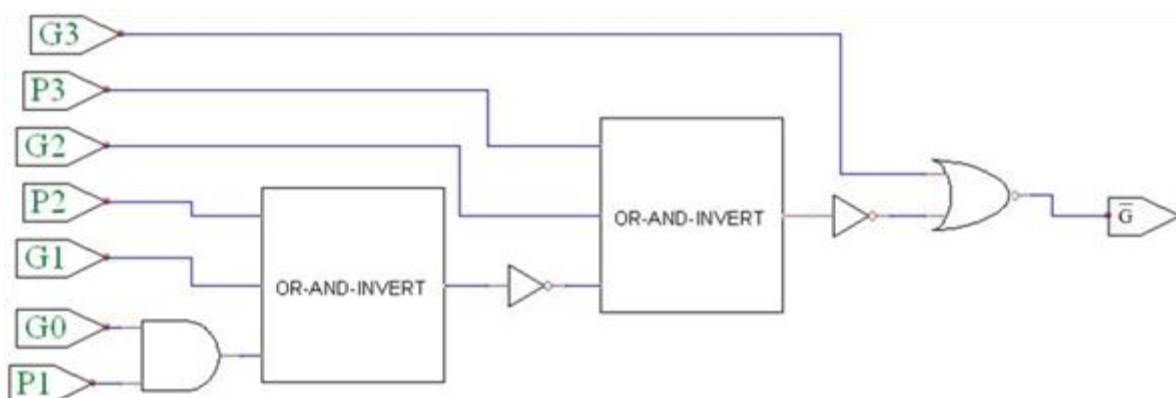 G3
P3
G2
P2
G1
G0
P1
OR-AND-INVERT
OR-AND-INVERT
G̅